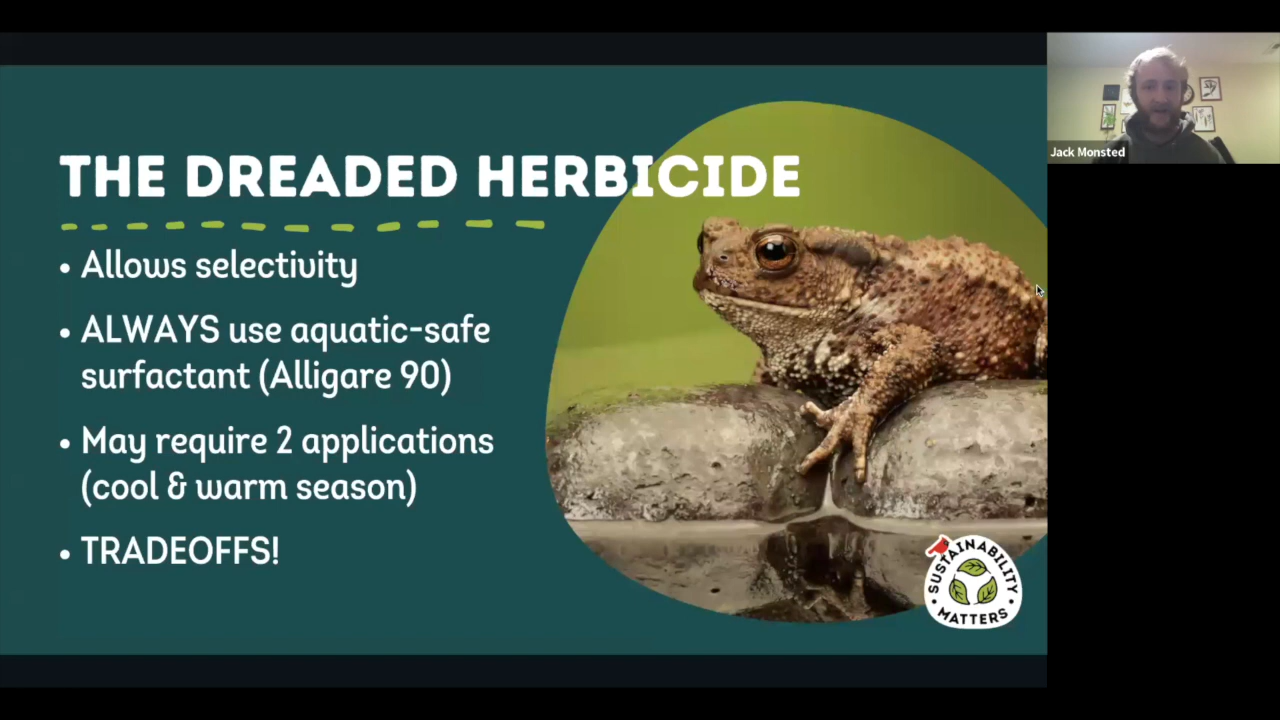 THE DREADED HERBICIDE
• Allows selectivity
• ALWAYS use aquatic-safe
surfactant (Alligare 90)
• May require 2 applications
(cool & warm season)
• TRADEOFFS!
SUSTAINABILITY
• MATTERS •
Jack Monsted